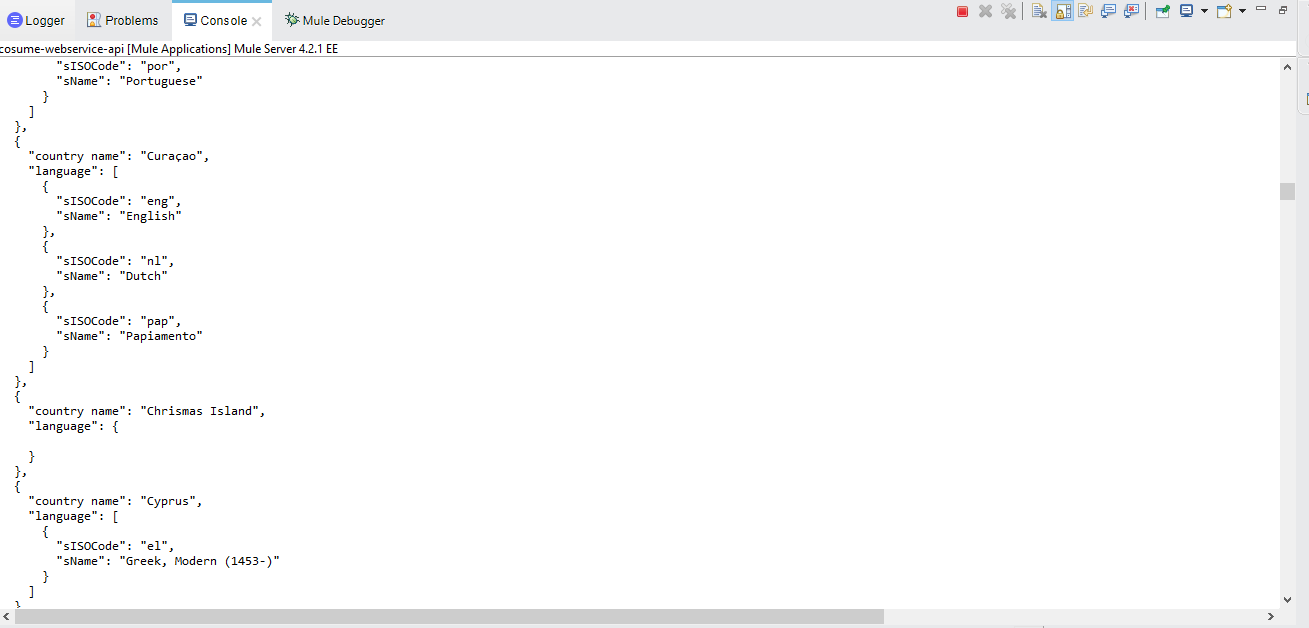 Logger Problems Console Mule Debugger
cosume-webservice-api [Mule Applications] Mule Server 4.2.1 EE
"sISOCode": "por",
"sName": "Portuguese"
}
]
},
{
"country name": "Curaçao",
"language": [
{
"sISOCode": "eng",
"sName": "English"
},
{
"sISOCode": "nl",
"sName": "Dutch"
},
{
"sISOCode": "pap",
"sName": "Papiamento"
}
]
},
{
"country name": "Chrismas Island",
"language": {
}
},
{
"country name": "Cyprus",
"language": [
{
"sISOCode": "el",
"sName": "Greek, Modern (1453-)"
}
]
}